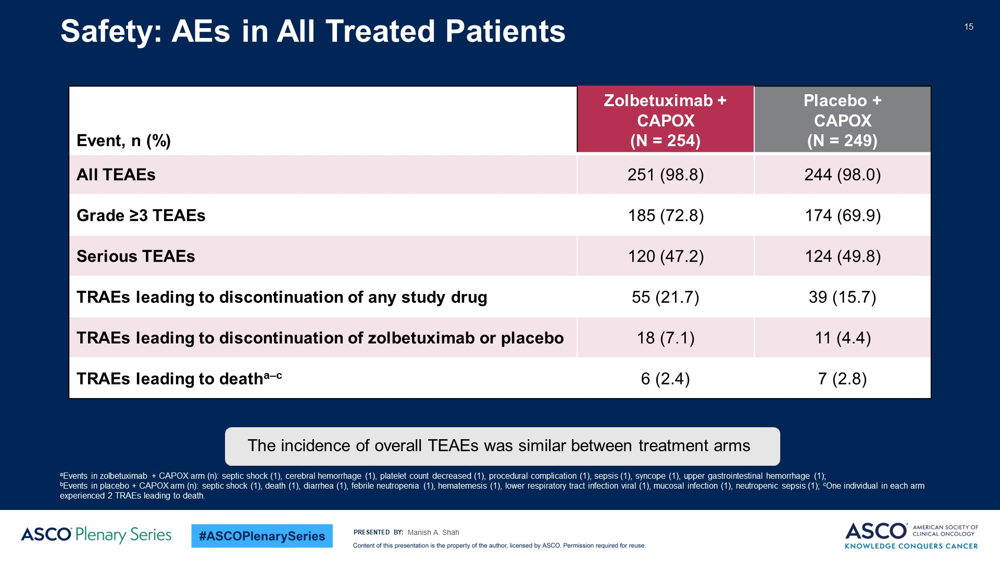 Safety: AEs in All Treated Patients
15
Event, n (%)
Zolbetuximab +
CAPOX
(N = 254)
Placebo +
CAPOX
(N = 249)
All TEAEs 251 (98.8) 244 (98.0)
Grade ≥3 TEAEs 185 (72.8) 174 (69.9)
Serious TEAEs 120 (47.2) 124 (49.8)
TRAEs leading to discontinuation of any study drug 55 (21.7) 39 (15.7)
TRAEs leading to discontinuation of zolbetuximab or placebo 18 (7.1) 11 (4.4)
TRAEs leading to deathᵃ⁻ᶜ 6 (2.4) 7 (2.8)
The incidence of overall TEAEs was similar between treatment arms
ᵃEvents in zolbetuximab + CAPOX arm (n): septic shock (1), cerebral hemorrhage (1), platelet count decreased (1), procedural complication (1), sepsis (1), syncope (1), upper gastrointestinal hemorrhage (1);
ᵇEvents in placebo + CAPOX arm (n): septic shock (1), death (1), diarrhea (1), febrile neutropenia (1), hematemesis (1), lower respiratory tract infection viral (1), mucosal infection (1), neutropenic sepsis (1); ᶜOne individual in each arm
experienced 2 TRAEs leading to death.
ASCO Plenary Series
#ASCOPlenarySeries
PRESENTED BY: Manish A. Shah
Content of this presentation is the property of the author, licensed by ASCO. Permission required for reuse.
ASCO® AMERICAN SOCIETY OF
CLINICAL ONCOLOGY
KNOWLEDGE CONQUERS CANCER